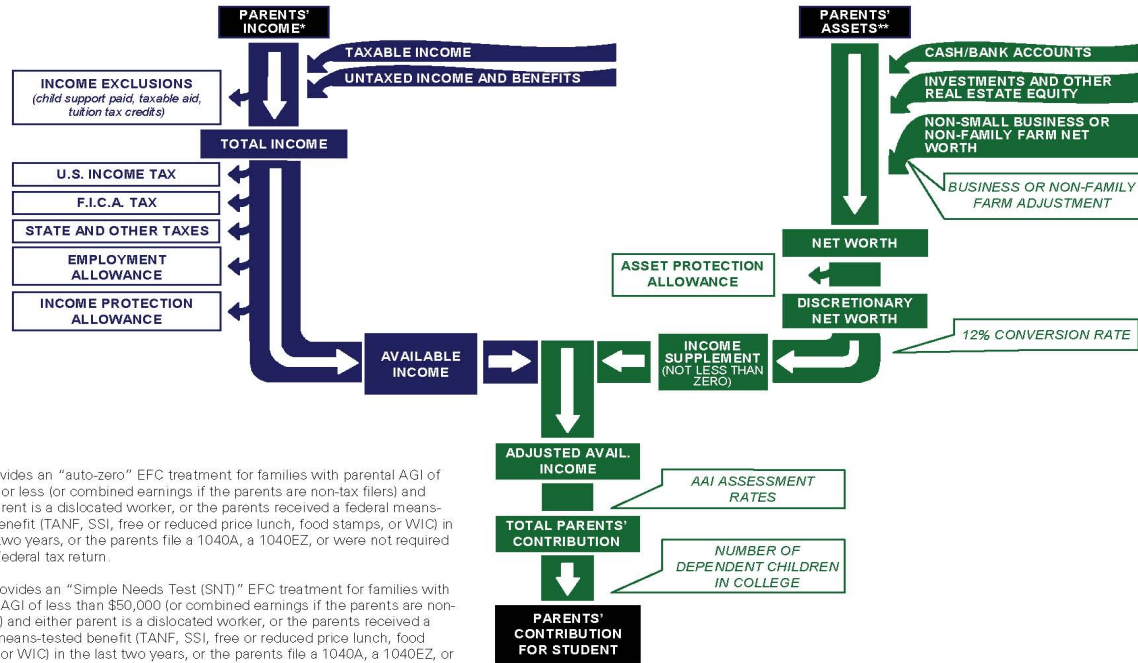 PARENTS'
INCOME*
TAXABLE INCOME
UNTAXED INCOME AND BENEFITS
INCOME EXCLUSIONS
(child support paid, taxable aid,
tuition tax credits)
TOTAL INCOME
U.S. INCOME TAX
F.I.C.A. TAX
STATE AND OTHER TAXES
EMPLOYMENT
ALLOWANCE
INCOME PROTECTION
ALLOWANCE
AVAILABLE
INCOME
PARENTS'
ASSETS**
CASH/BANK ACCOUNTS
INVESTMENTS AND OTHER
REAL ESTATE EQUITY
NON-SMALL BUSINESS OR
NON-FAMILY FARM NET
WORTH
BUSINESS OR NON-FAMILY
FARM ADJUSTMENT
NET WORTH
ASSET PROTECTION
ALLOWANCE
DISCRETIONARY
NET WORTH
12% CONVERSION RATE
INCOME
SUPPLEMENT
(NOT LESS THAN
ZERO)
ADJUSTED AVAIL.
INCOME
AAI ASSESSMENT
RATES
TOTAL PARENTS'
CONTRIBUTION
NUMBER OF
DEPENDENT CHILDREN
IN COLLEGE
PARENTS'
CONTRIBUTION
FOR STUDENT
vides an "auto-zero" EFC treatment for families with parental AGI of
or less (or combined earnings if the parents are non-tax filers) and
rent is a dislocated worker, or the parents received a federal means-
enefit (TANF, SSI, free or reduced price lunch, food stamps, or WIC) in
two years, or the parents file a 1040A, a 1040EZ, or were not required
ederal tax return.
ovides an "Simple Needs Test (SNT)" EFC treatment for families with
AGI of less than $50,000 (or combined earnings if the parents are non-
) and either parent is a dislocated worker, or the parents received a
means-tested benefit (TANF, SSI, free or reduced price lunch, food
or WIC) in the last two years, or the parents file a 1040A, a 1040EZ, or